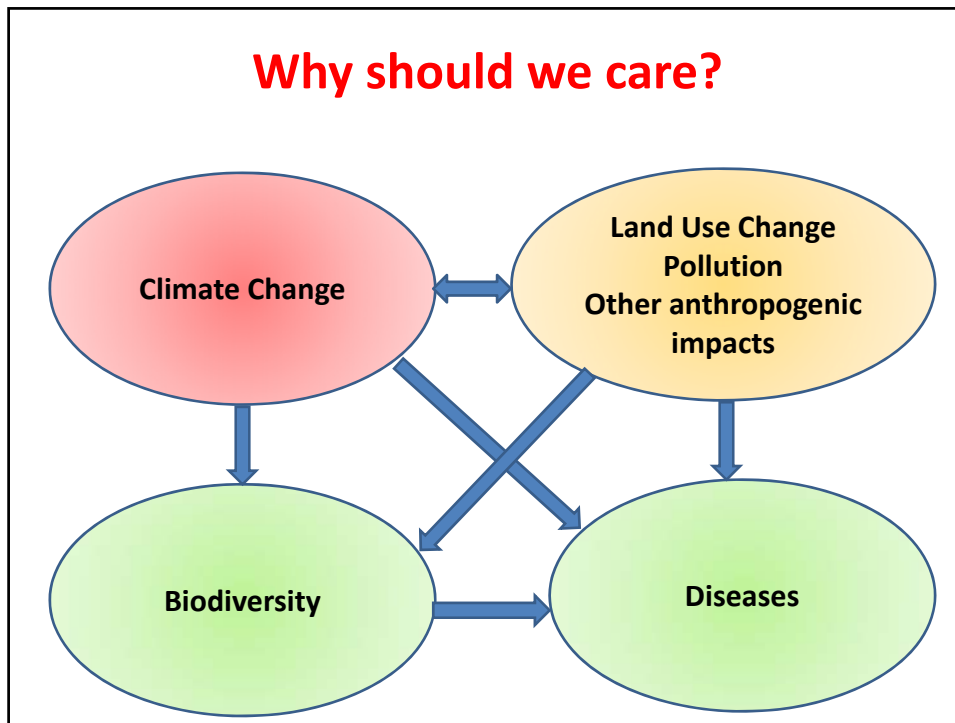 Why should we care?
Climate Change
Land Use Change
Pollution
Other anthropogenic
impacts
Biodiversity
Diseases